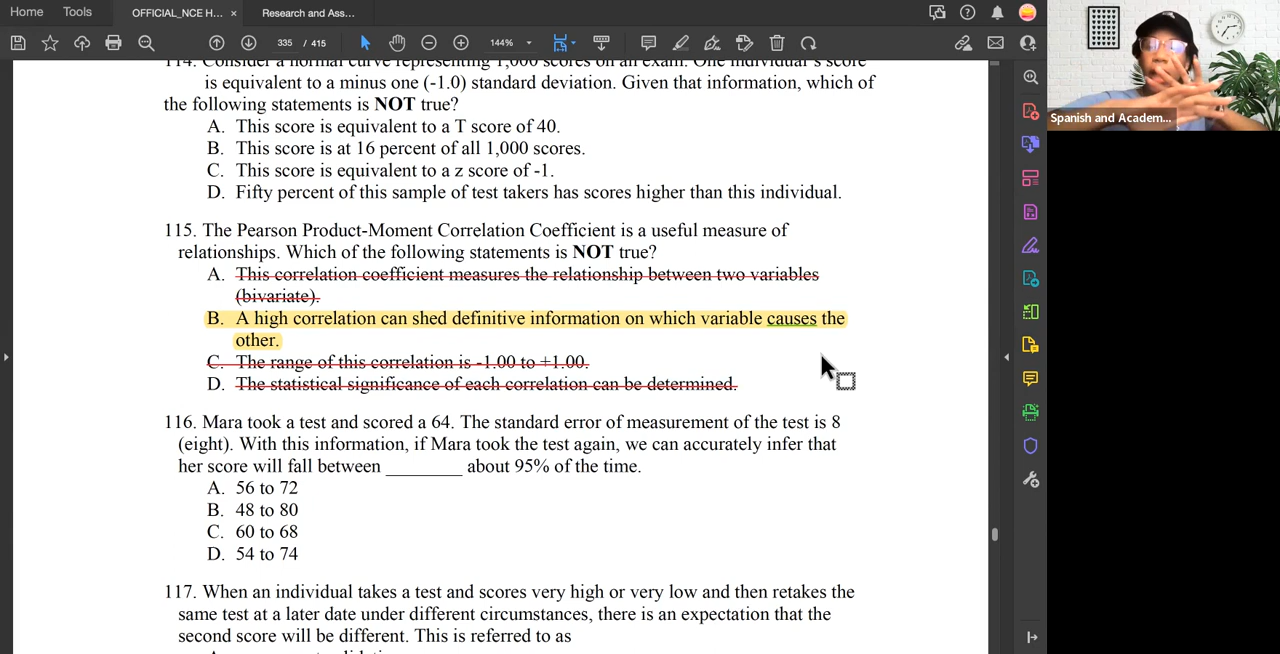 Home
Tools
OFFICIAL_NCE H... ×
Research and Ass...
335 / 415
144%
114. Consider a normal curve representing 1,000 scores on an exam. One individual's score
is equivalent to a minus one (-1.0) standard deviation. Given that information, which of
the following statements is NOT true?
A. This score is equivalent to a T score of 40.
B. This score is at 16 percent of all 1,000 scores.
C. This score is equivalent to a z score of -1.
D. Fifty percent of this sample of test takers has scores higher than this individual.
115. The Pearson Product-Moment Correlation Coefficient is a useful measure of
relationships. Which of the following statements is NOT true?
A. This correlation coefficient measures the relationship between two variables
(bivariate).
B. A high correlation can shed definitive information on which variable causes the
other.
C. The range of this correlation is -1.00 to +1.00.
D. The statistical significance of each correlation can be determined.
116. Mara took a test and scored a 64. The standard error of measurement of the test is 8
(eight). With this information, if Mara took the test again, we can accurately infer that
her score will fall between ________ about 95% of the time.
A. 56 to 72
B. 48 to 80
C. 60 to 68
D. 54 to 74
117. When an individual takes a test and scores very high or very low and then retakes the
same test at a later date under different circumstances, there is an expectation that the
second score will be different. This is referred to as
Spanish and Academ...